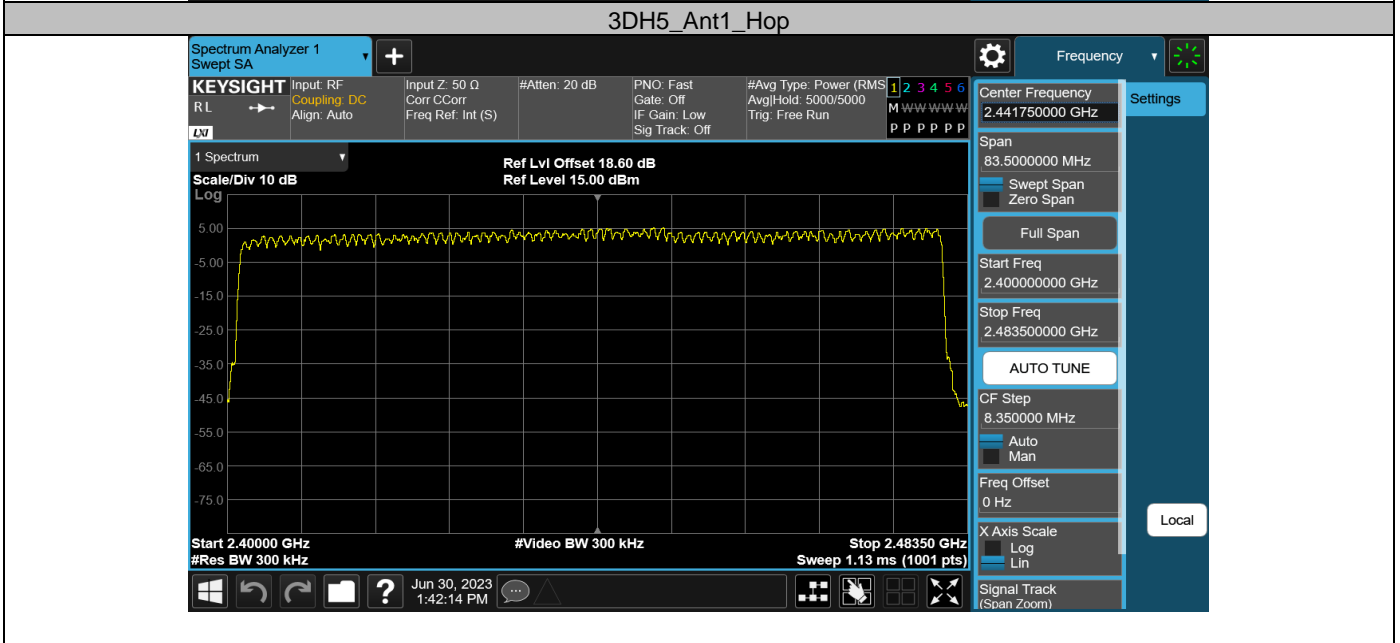 3DH5_Ant1_Hop
Spectrum Analyzer 1
Swept SA
+
Frequency
KEYSIGHT
RL
LXI
Input: RF
Coupling: DC
Align: Auto
Input Z: 50 Ω
Corr CCorr
Freq Ref: Int (S)
#Atten: 20 dB
PNO: Fast
Gate: Off
IF Gain: Low
Sig Track: Off
#Avg Type: Power (RMS
Avg|Hold: 5000/5000
Trig: Free Run
1 2 3 4 5 6
M W W W W W
P P P P P P
1 Spectrum
Scale/Div 10 dB
Ref Lvl Offset 18.60 dB
Ref Level 15.00 dBm
Log
5.00
-5.00
-15.0
-25.0
-35.0
-45.0
-55.0
-65.0
-75.0
Start 2.40000 GHz
#Res BW 300 kHz
#Video BW 300 kHz
Stop 2.48350 GHz
Sweep 1.13 ms (1001 pts)
?
Jun 30, 2023
1:42:14 PM
Center Frequency
2.441750000 GHz
Span
83.5000000 MHz
Swept Span
Zero Span
Full Span
Start Freq
2.400000000 GHz
Stop Freq
2.483500000 GHz
AUTO TUNE
CF Step
8.350000 MHz
Auto
Man
Freq Offset
0 Hz
X Axis Scale
Log
Lin
Signal Track
(Span Zoom)
Settings
Local